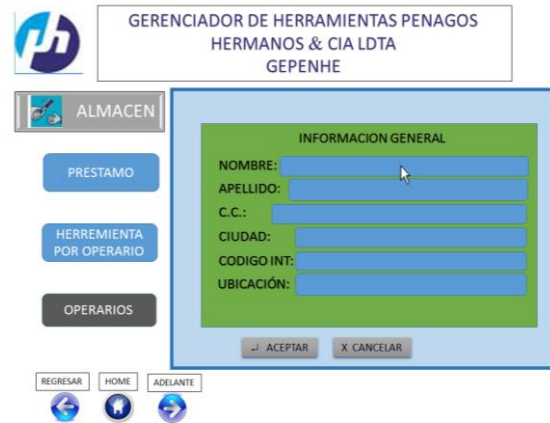 GERENCIADOR DE HERRAMIENTAS PENAGOS
HERMANOS & CIA LDTA
GEPENHE
ph
ALMACEN
PRESTAMO
HERREMIENTA
POR OPERARIO
OPERARIOS
INFORMACION GENERAL
NOMBRE:
APELLIDO:
C.C.:
CIUDAD:
CODIGO INT:
UBICACIÓN:
ACEPTAR
X CANCELAR
REGRESAR
HOME
ADELANTE